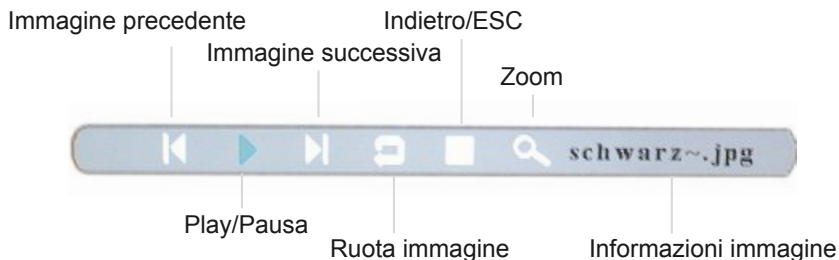 Indietro/ESC
Immagine precedente
Immagine successiva
Zoom
schwarz~.jpg
Play/Pausa
Ruota immagine
Informazioni immagine